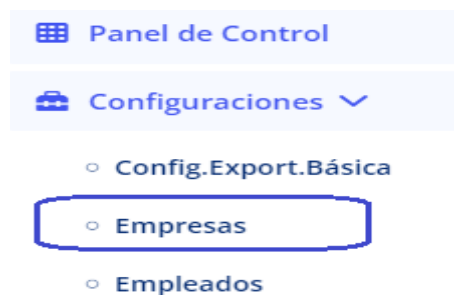 Panel de Control
Configuraciones
Config.Export.Básica
Empresas
Empleados